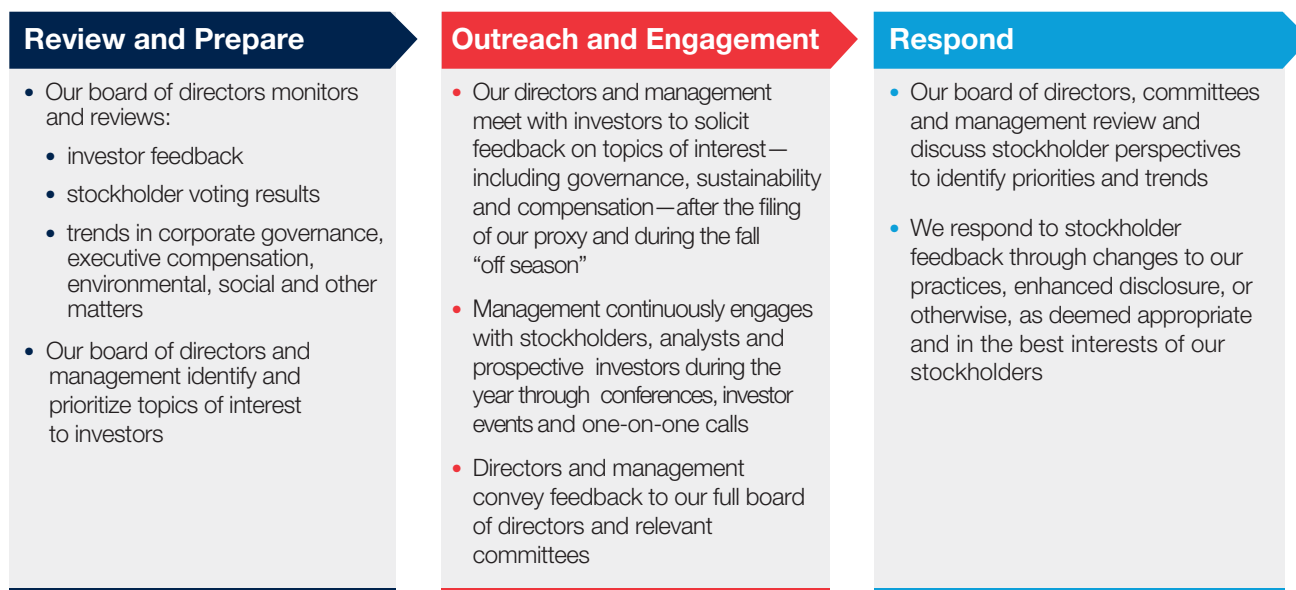 Review and Prepare
• Our board of directors monitors
and reviews:
• investor feedback
• stockholder voting results
• trends in corporate governance,
executive compensation,
environmental, social and other
matters
• Our board of directors and
management identify and
prioritize topics of interest
to investors
Outreach and Engagement
• Our directors and management
meet with investors to solicit
feedback on topics of interest—
including governance, sustainability
and compensation—after the filing
of our proxy and during the fall
“off season”
• Management continuously engages
with stockholders, analysts and
prospective investors during the
year through conferences, investor
events and one-on-one calls
• Directors and management
convey feedback to our full board
of directors and relevant
committees
Respond
• Our board of directors, committees
and management review and
discuss stockholder perspectives
to identify priorities and trends
• We respond to stockholder
feedback through changes to our
practices, enhanced disclosure, or
otherwise, as deemed appropriate
and in the best interests of our
stockholders